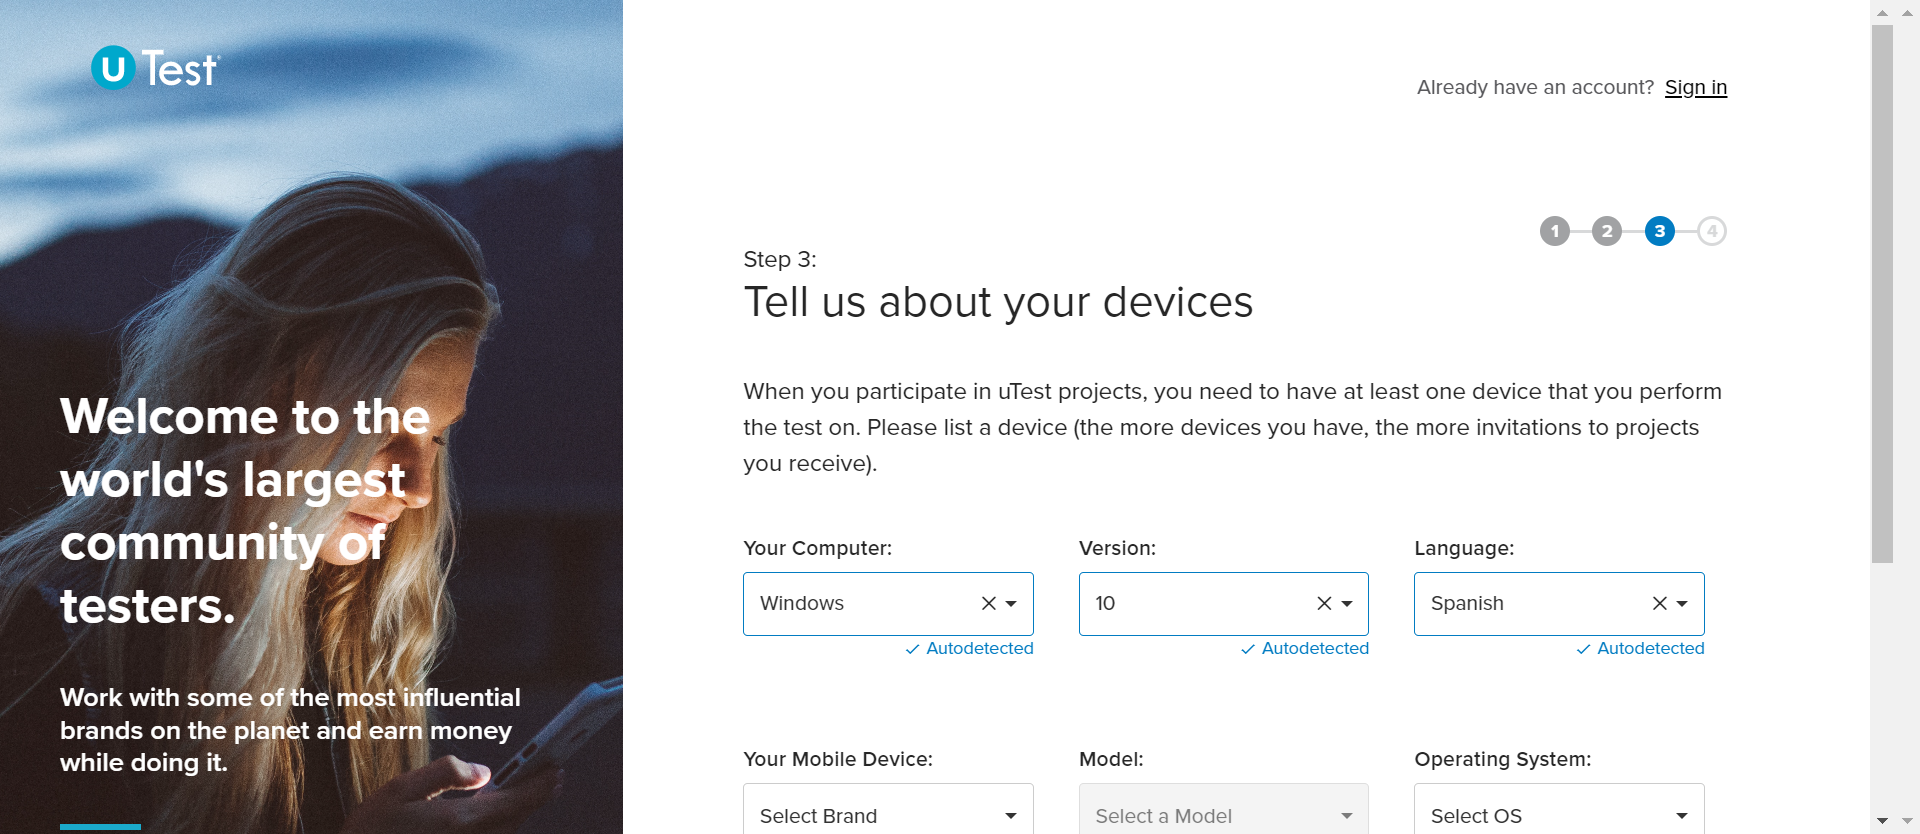 u Test
Already have an account? Sign in
1 2 3 4
Step 3:
Tell us about your devices
When you participate in uTest projects, you need to have at least one device that you perform
the test on. Please list a device (the more devices you have, the more invitations to projects
you receive).
Welcome to the
world's largest
community of
testers.
Work with some of the most influential
brands on the planet and earn money
while doing it.
Your Computer: Version: Language:
Windows 10 Spanish
Autodetected Autodetected Autodetected
Your Mobile Device: Model: Operating System:
Select Brand Select a Model Select OS